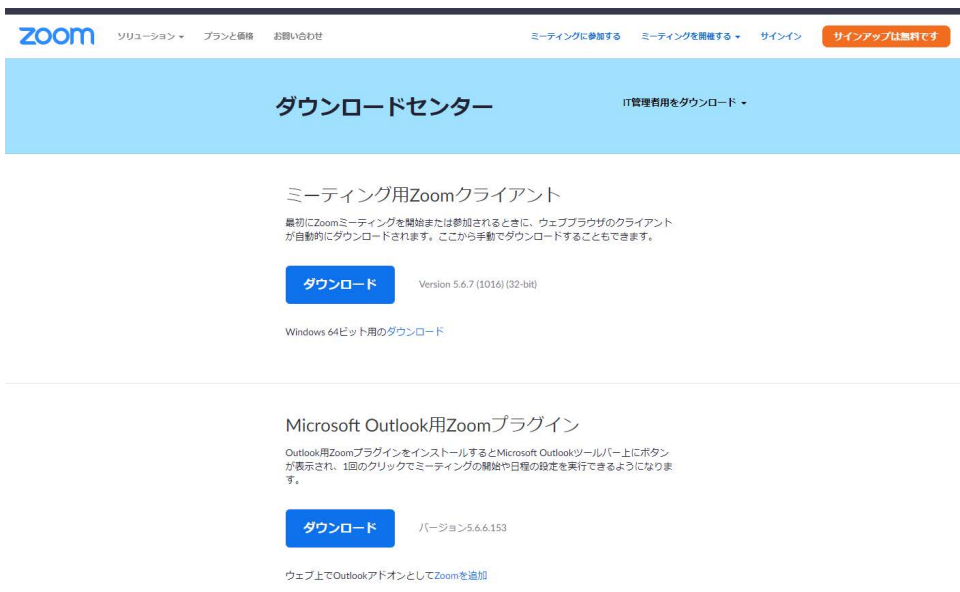 zoom ソリューション プランと価格 お問い合わせ ミーティングに参加する ミーティングを開催する サインイン サインアップは無料です
ダウンロードセンター IT管理者用をダウンロード
ミーティング用Zoomクライアント
最初にZoomミーティングを開始または参加されるときに、ウェブブラウザのクライアント
が自動的にダウンロードされます。ここから手動でダウンロードすることもできます。
ダウンロード Version 5.6.7 (1016) (32-bit)
Windows 64ビット用のダウンロード
Microsoft Outlook用Zoomプラグイン
Outlook用ZoomプラグインをインストールするとMicrosoft Outlookツールバー上にボタン
が表示され、1回のクリックでミーティングの開始や日程の設定を実行できるようになりま
す。
ダウンロード バージョン5.6.6.153
ウェブ上でOutlookアドオンとしてZoomを追加